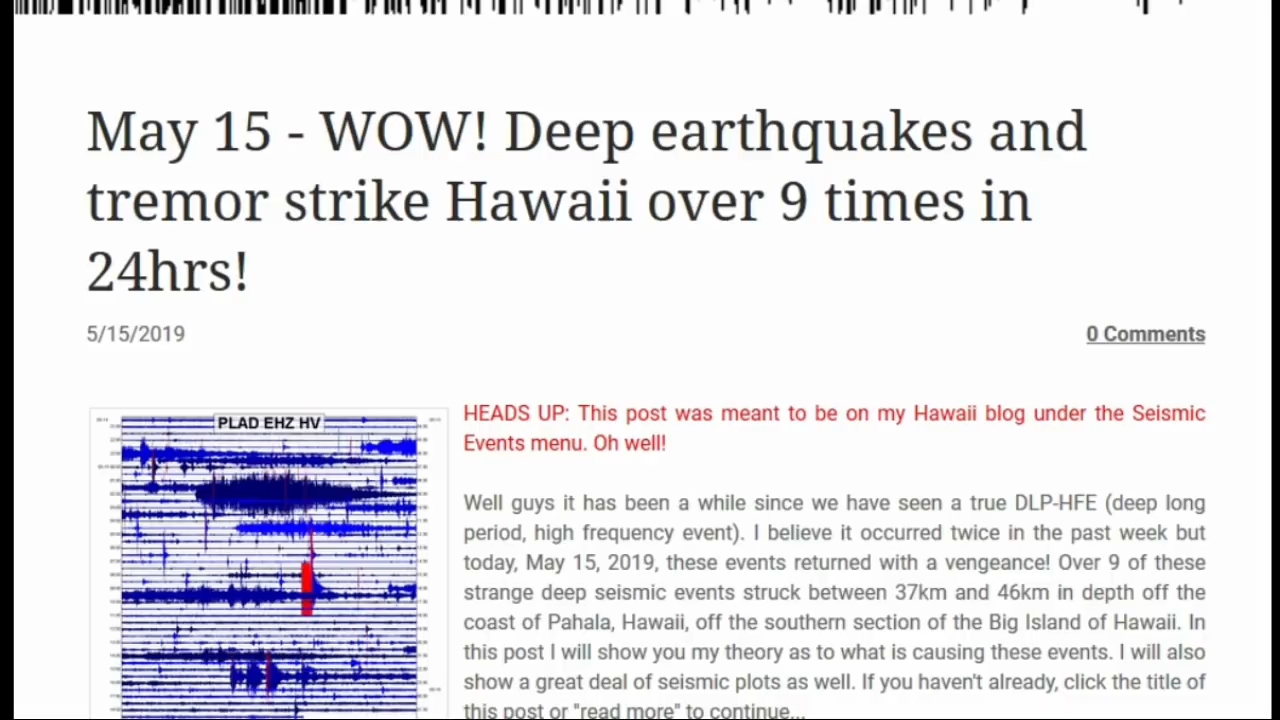 May 15 - WOW! Deep earthquakes and
tremor strike Hawaii over 9 times in
24hrs!
5/15/2019
0 Comments
PLAD EHZ HV
HEADS UP: This post was meant to be on my Hawaii blog under the Seismic
Events menu. Oh well!
Well guys it has been a while since we have seen a true DLP-HFE (deep long
period, high frequency event). I believe it occurred twice in the past week but
today, May 15, 2019, these events returned with a vengeance! Over 9 of these
strange deep seismic events struck between 37km and 46km in depth off the
coast of Pahala, Hawaii, off the southern section of the Big Island of Hawaii. In
this post I will show you my theory as to what is causing these events. I will also
show a great deal of seismic plots as well. If you haven't already, click the title of
this post or "read more" to continue...